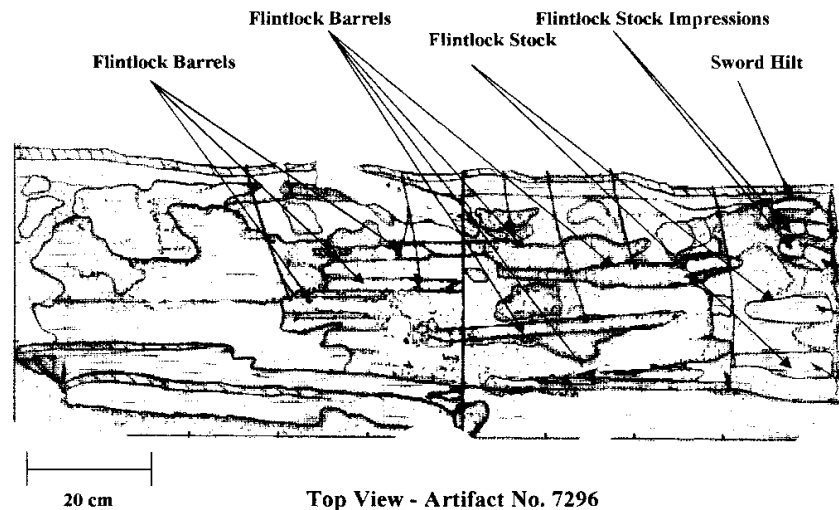 Flintlock Barrels
Flintlock Stock Impressions
Flintlock Stock
Flintlock Barrels
Sword Hilt
20 cm
Top View - Artifact No. 7296